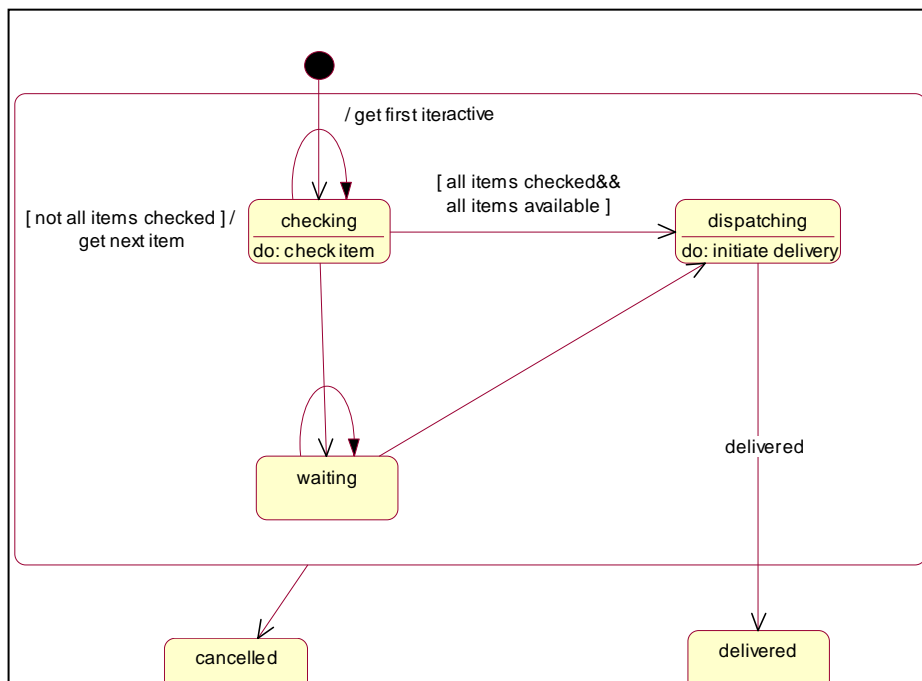 / get first iteractive
[ all items checked&&
all items available ]
[ not all items checked ] /
get next item
checking
do: check item
dispatching
do: initiate delivery
waiting
delivered
cancelled
delivered